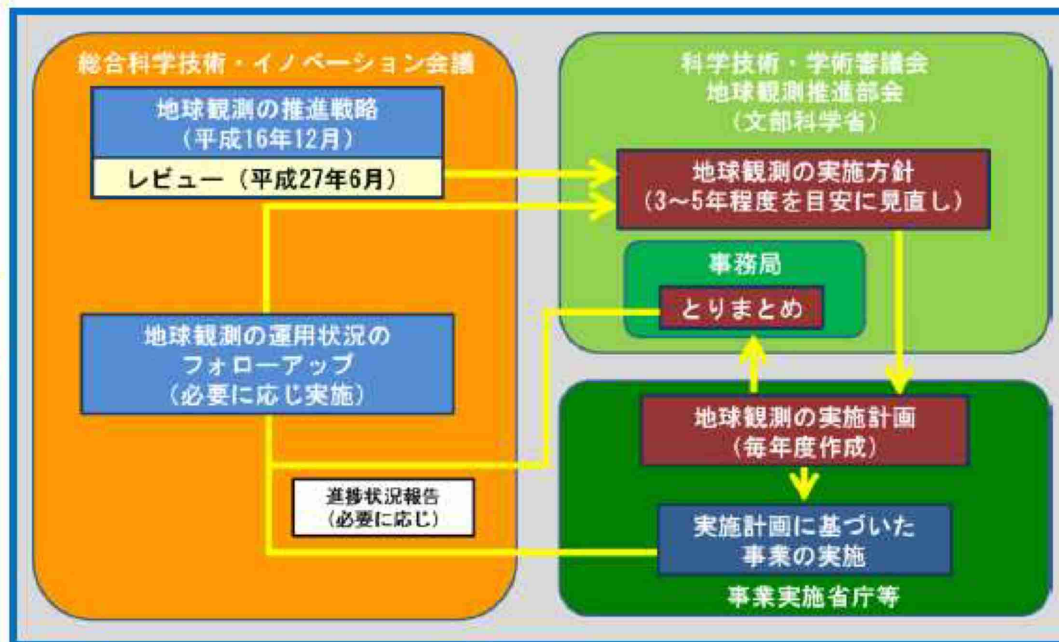 総合科学技術・イノベーション会議
地球観測の推進戦略
(平成16年12月)
レビュー（平成27年6月）
地球観測の運用状況の
フォローアップ
(必要に応じ実施)
進捗状況報告
(必要に応じ)
科学技術・学術審議会
地球観測推進部会
(文部科学省)
地球観測の実施方針
(3～5年程度を目安に見直し)
事務局
とりまとめ
地球観測の実施計画
(毎年度作成)
実施計画に基づいた
事業の実施
事業実施省庁等